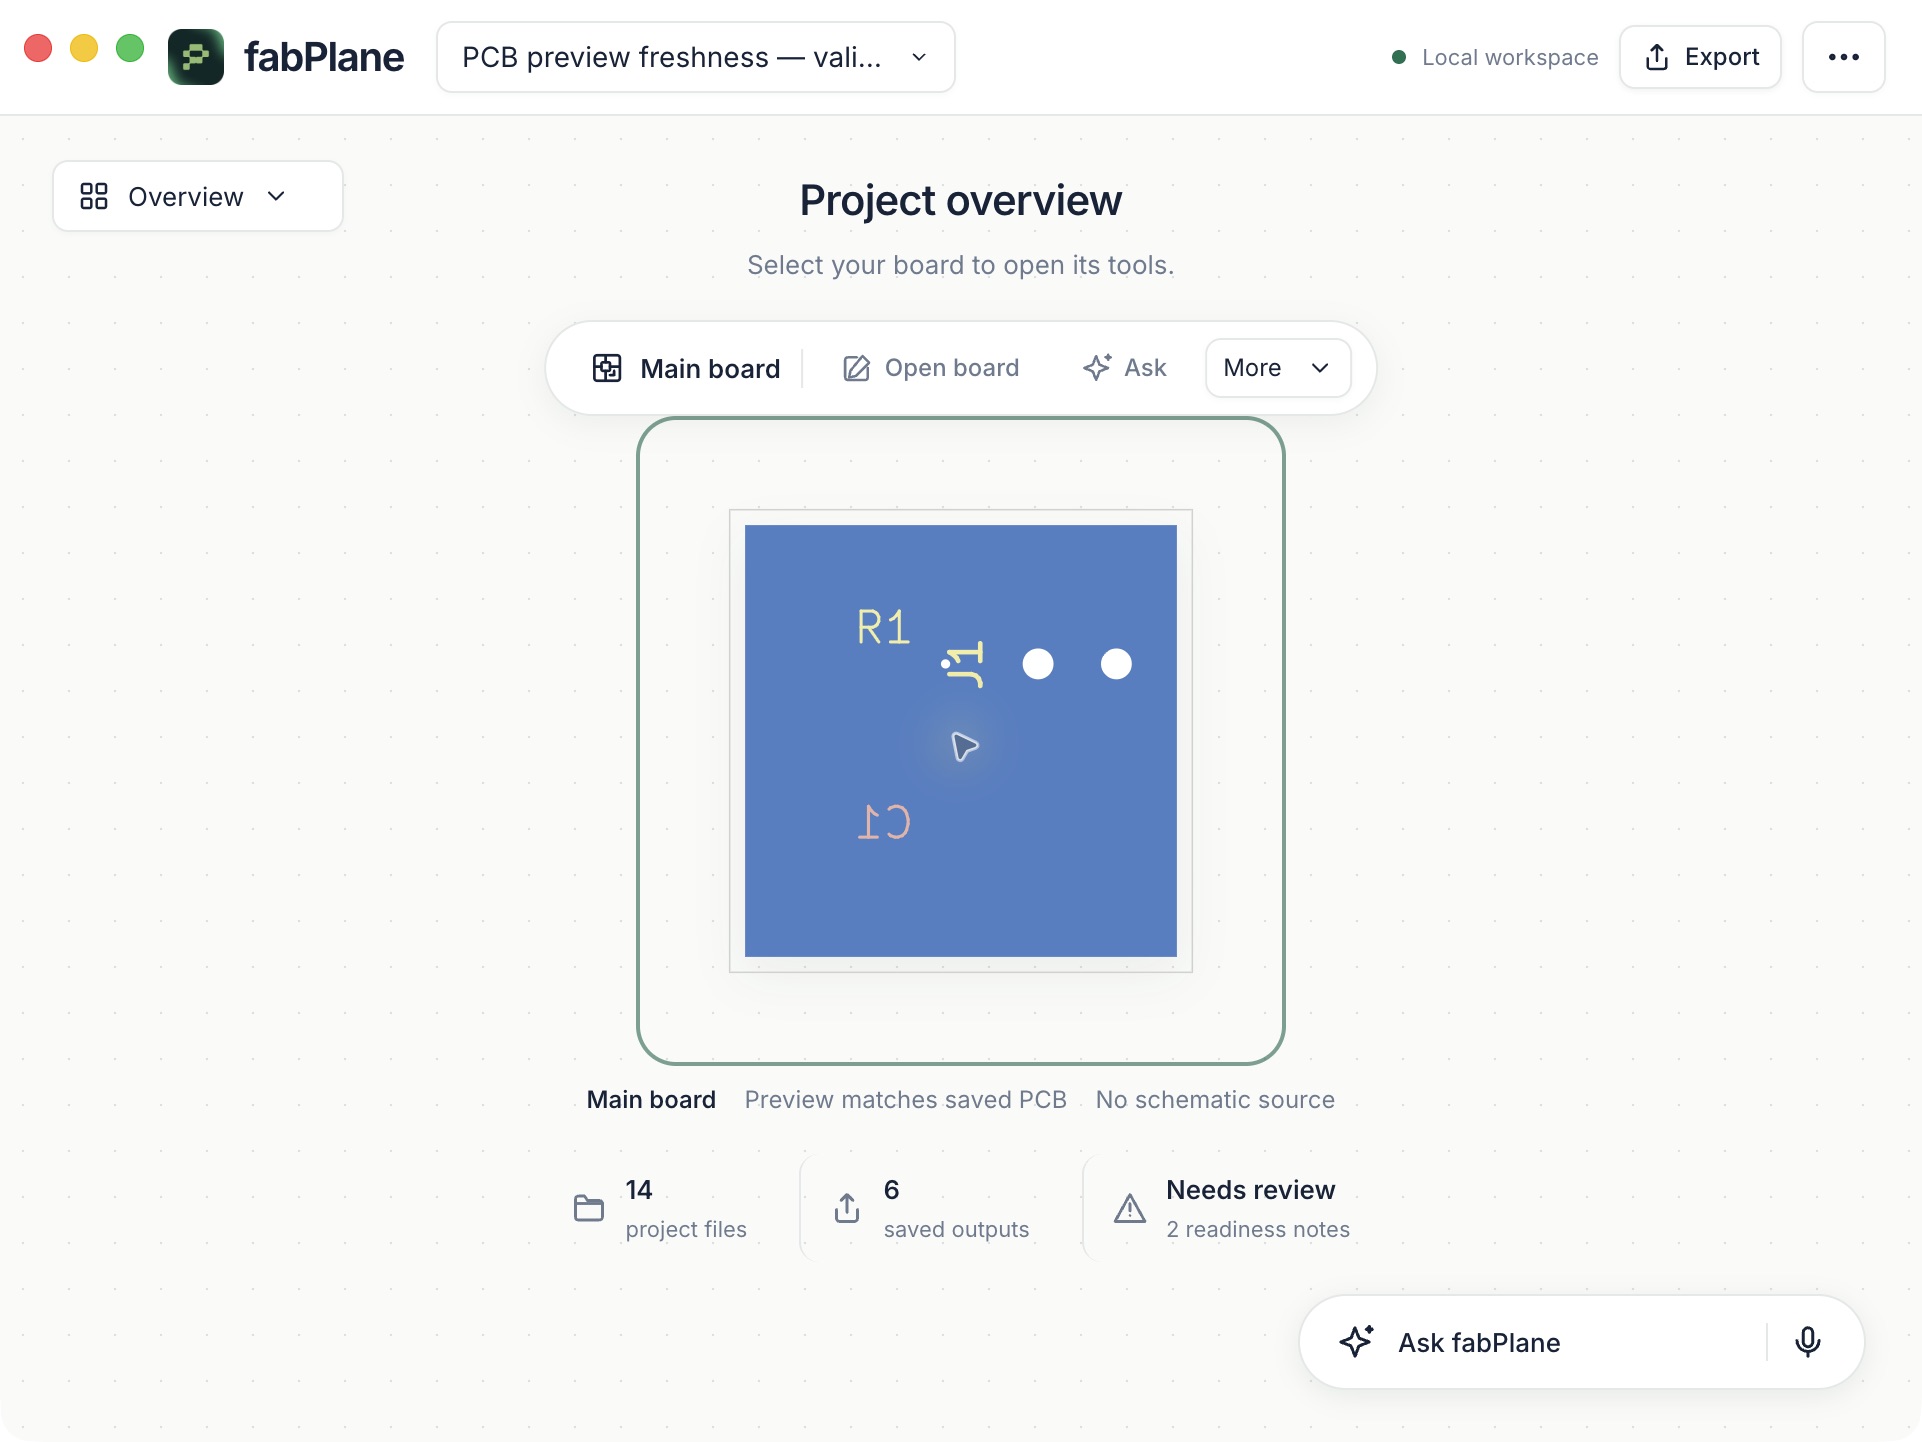 fabPlane
PCB preview freshness — vali...
Local workspace
Export
Overview
Project overview
Select your board to open its tools.
Main board
Open board
Ask
More
R1
J1
C1
Main board
Preview matches saved PCB
No schematic source
14
project files
6
saved outputs
Needs review
2 readiness notes
Ask fabPlane